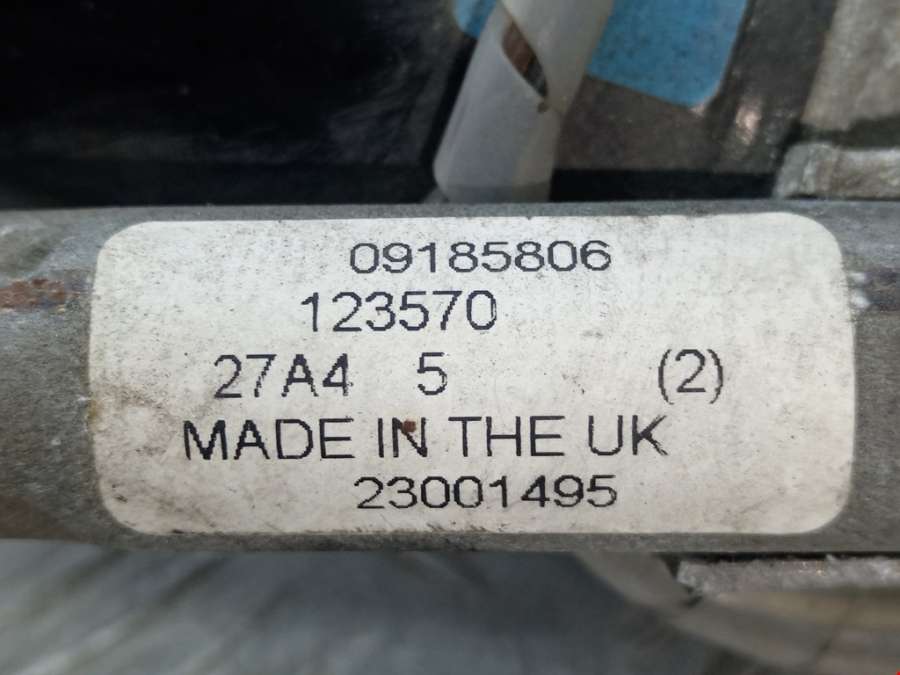 09185806
123570
27A4 5 (2)
MADE IN THE UK
23001495